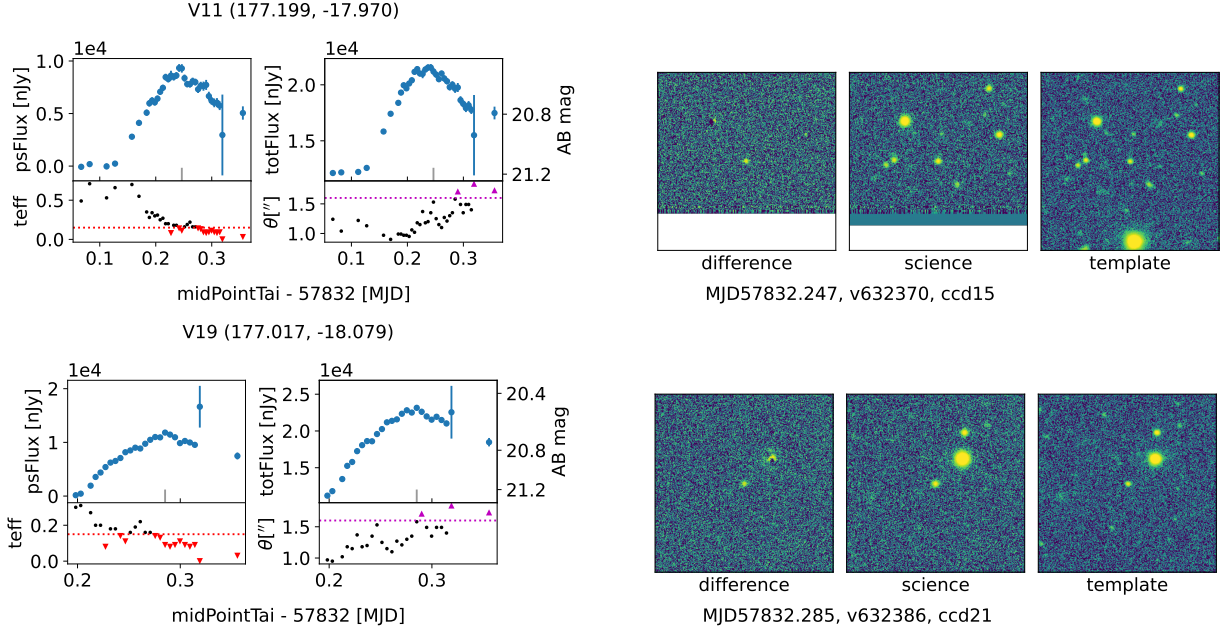 V11 (177.199, -17.970)
1e4
1e4
psFlux [nJy]
1.0
0.5
0.0
totFlux [nJy]
2.0
1.5
20.8
21.2
AB mag
teff
0.5
0.0
θ["]
1.5
1.0
0.1 0.2 0.3
0.1 0.2 0.3
midPointTai - 57832 [MJD]
difference
science
template
MJD57832.247, v632370, ccd15
V19 (177.017, -18.079)
1e4
1e4
psFlux [nJy]
2
1
0
totFlux [nJy]
2.5
2.0
1.5
20.4
20.8
21.2
AB mag
teff
0.2
0.0
θ["]
1.5
1.0
0.2 0.3
0.2 0.3
midPointTai - 57832 [MJD]
difference
science
template
MJD57832.285, v632386, ccd21